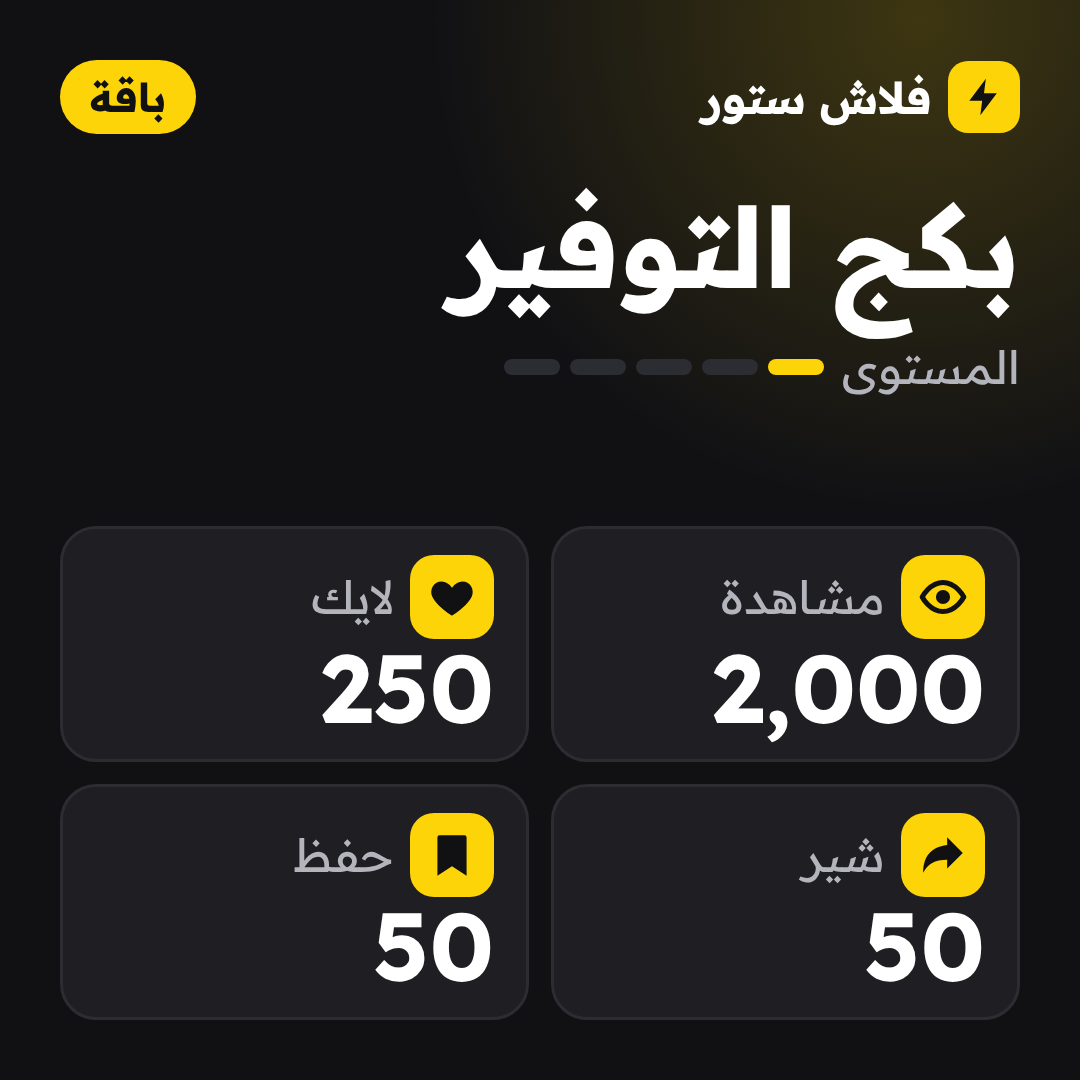 فلاش ستور
باقة
بكج التوفير
المستوى
مشاهدة
2,000
لايك
250
شير
50
حفظ
50